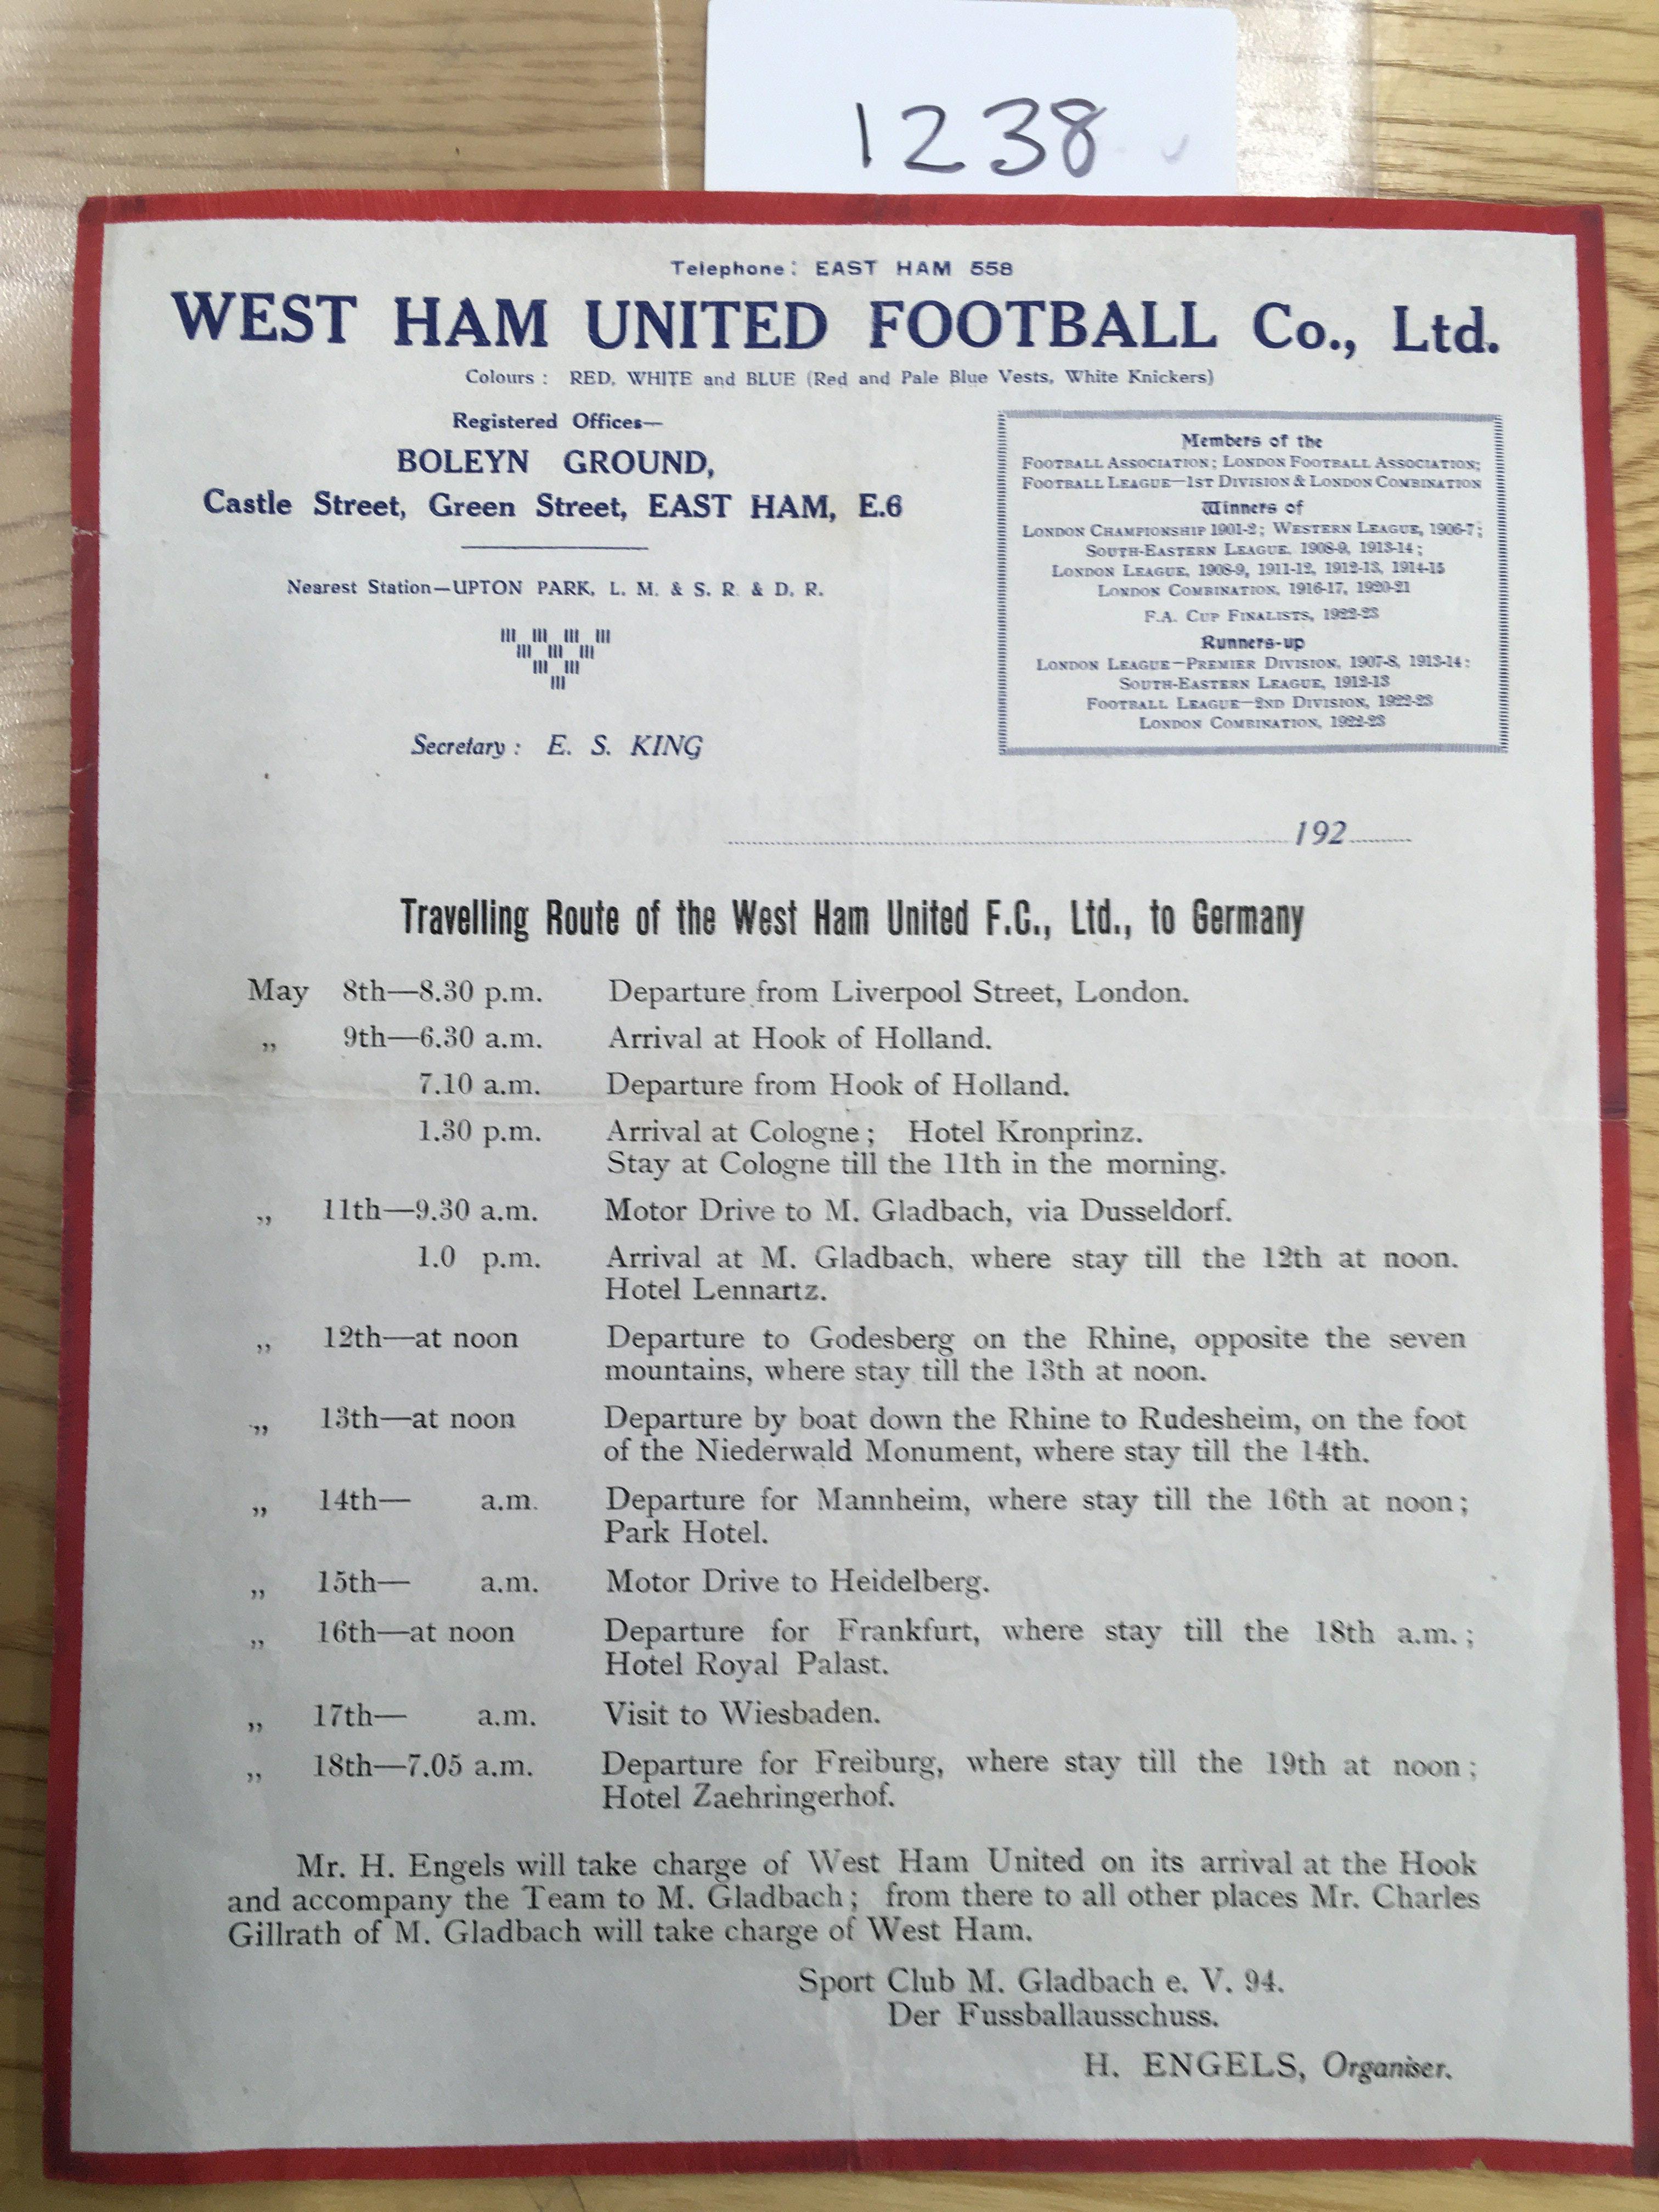 1238
Telephone: EAST HAM 558
WEST HAM UNITED FOOTBALL Co., Ltd.
Colours : RED, WHITE and BLUE (Red and Pale Blue Vests, White Knickers)
Registered Offices—
BOLEYN GROUND,
Castle Street, Green Street, EAST HAM, E.6
Nearest Station—UPTON PARK, L. M. & S. R. & D. R.
Secretary : E. S. KING
Members of the
FOOTBALL ASSOCIATION; LONDON FOOTBALL ASSOCIATION;
FOOTBALL LEAGUE—1ST DIVISION & LONDON COMBINATION
Winners of
LONDON CHAMPIONSHIP 1901-2; WESTERN LEAGUE, 1906-7;
SOUTH-EASTERN LEAGUE, 1908-9, 1913-14;
LONDON LEAGUE, 1908-9, 1911-12, 1912-13, 1914-15
LONDON COMBINATION, 1916-17, 1920-21
F.A. CUP FINALISTS, 1922-23
Runners-up
LONDON LEAGUE—PREMIER DIVISION, 1907-8, 1913-14:
SOUTH-EASTERN LEAGUE, 1912-13
FOOTBALL LEAGUE—2ND DIVISION, 1922-23
LONDON COMBINATION, 1922-23
192
Travelling Route of the West Ham United F.C., Ltd., to Germany
May 8th—8.30 p.m. Departure from Liverpool Street, London.
„ 9th—6.30 a.m. Arrival at Hook of Holland.
7.10 a.m. Departure from Hook of Holland.
1.30 p.m. Arrival at Cologne; Hotel Kronprinz.
Stay at Cologne till the 11th in the morning.
„ 11th—9.30 a.m. Motor Drive to M. Gladbach, via Dusseldorf.
1.0 p.m. Arrival at M. Gladbach, where stay till the 12th at noon.
Hotel Lennartz.
„ 12th—at noon Departure to Godesberg on the Rhine, opposite the seven
mountains, where stay till the 13th at noon.
„ 13th—at noon Departure by boat down the Rhine to Rudesheim, on the foot
of the Niederwald Monument, where stay till the 14th.
„ 14th— a.m. Departure for Mannheim, where stay till the 16th at noon;
Park Hotel.
„ 15th— a.m. Motor Drive to Heidelberg.
„ 16th—at noon Departure for Frankfurt, where stay till the 18th a.m.;
Hotel Royal Palast.
„ 17th— a.m. Visit to Wiesbaden.
„ 18th—7.05 a.m. Departure for Freiburg, where stay till the 19th at noon;
Hotel Zaehringerhof.
Mr. H. Engels will take charge of West Ham United on its arrival at the Hook
and accompany the Team to M. Gladbach; from there to all other places Mr. Charles
Gillrath of M. Gladbach will take charge of West Ham.
Sport Club M. Gladbach e. V. 94.
Der Fussballausschuss.
H. ENGELS, Organiser.